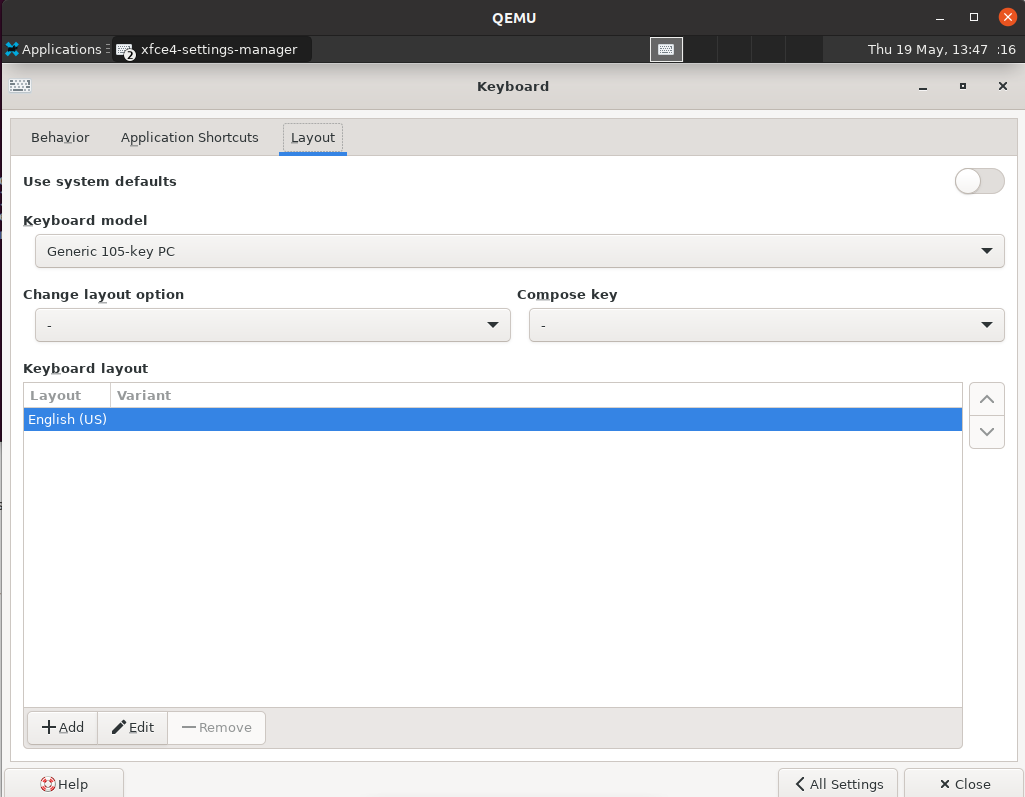 QEMU
Applications xfce4-settings-manager Thu 19 May, 13:47 :16
2
Keyboard
Behavior Application Shortcuts Layout
Use system defaults
Keyboard model
Generic 105-key PC
Change layout option Compose key
- -
Keyboard layout
Layout Variant
English (US)
Add Edit Remove
Help All Settings Close